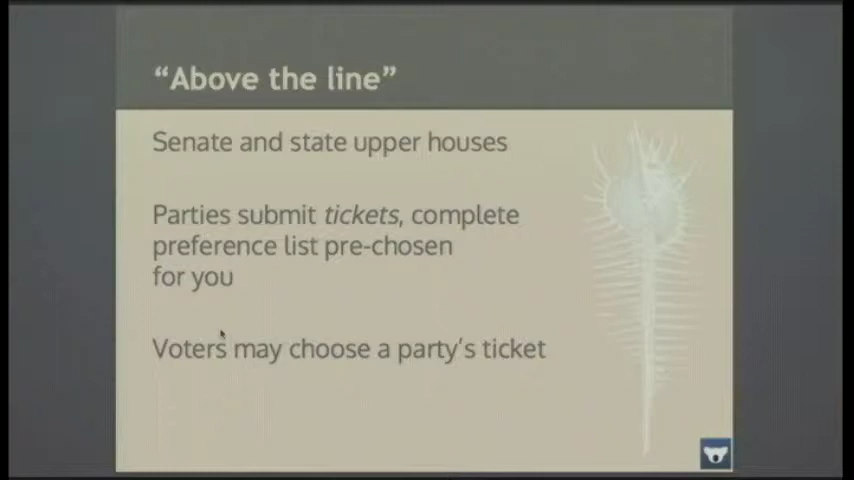 “Above the line”
Senate and state upper houses
Parties submit tickets, complete
preference list pre-chosen
for you
Voters may choose a party’s ticket